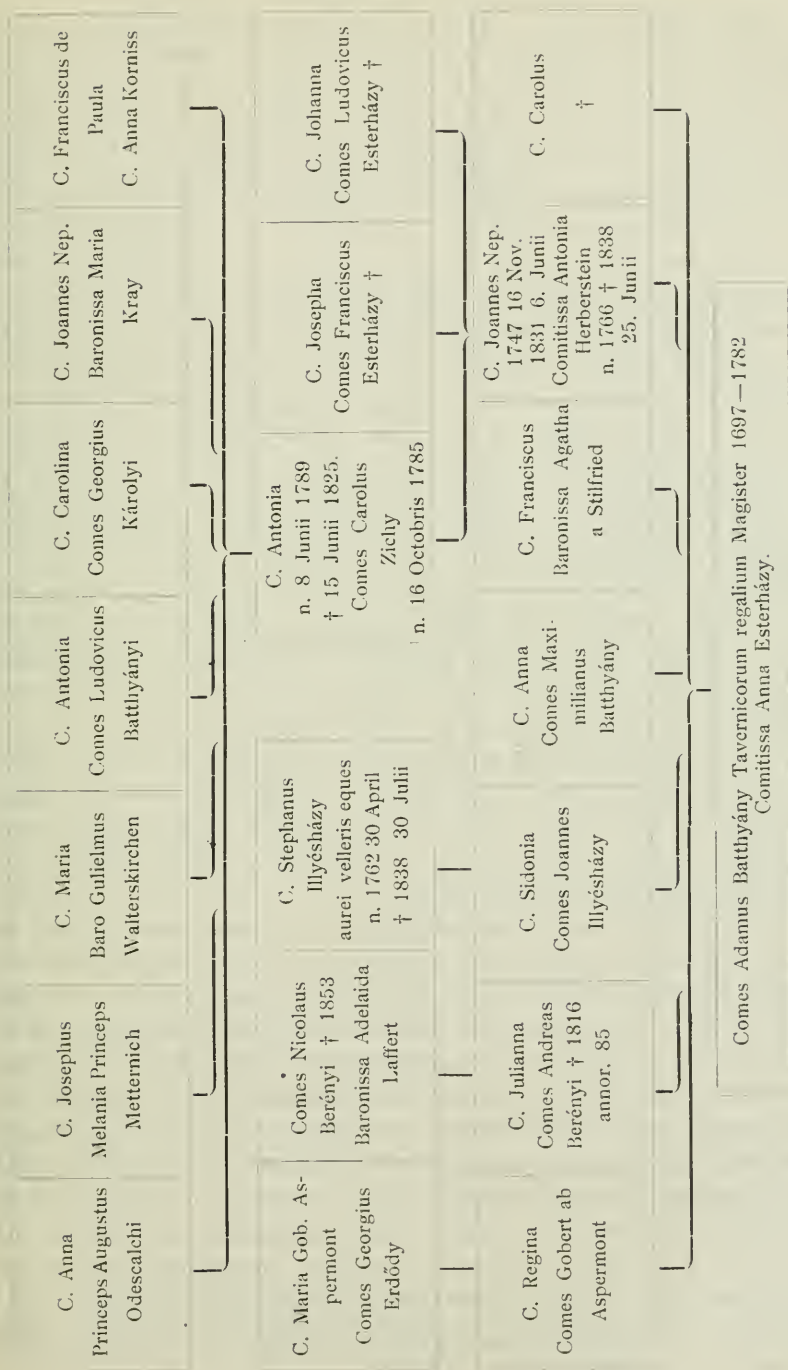 C. Anna
Princeps Augustus
Odescalchi
C. Josephus
Melania Princeps
Metternich
C. Maria
Baro Gulielmus
Walterskirchen
C. Antonia
Comes Ludovicus
Batthyányi
C. Carolina
Comes Georgius
Károlyi
C. Joannes Nep.
Baronissa Maria
Kray
C. Franciscus de
Paula
C. Anna Korniss
C. Maria Gob. As-
permont
Comes Georgius
Erdődy
Comes Nicolaus
Berényi † 1853
Baronissa Adelaida
Laffert
C. Stephanus
Illyésházy
aurei velleris eques
n. 1762 30 April
† 1838 30 Julii
C. Antonia
n. 8 Junii 1789
† 15 Junii 1825.
Comes Carolus
Zichy
n. 16 Octobris 1785
C. Josepha
Comes Franciscus
Esterházy †
C. Johanna
Comes Ludovicus
Esterházy †
C. Regina
Comes Gobert ab
Aspermont
C. Julianna
Comes Andreas
Berényi † 1816
annor. 85
C. Sidonia
Comes Joannes
Illyésházy
C. Anna
Comes Maxi-
milianus
Batthyány
C. Franciscus
Baronissa Agatha
a Stilfried
C. Joannes Nep.
1747 16 Nov.
1831 6. Junii
Comitissa Antonia
Herberstein
n. 1766 † 1838
25. Junii
C. Carolus
†
Comes Adamus Batthyány Tavernicorum regalium Magister 1697—1782
Comitissa Anna Esterházy.